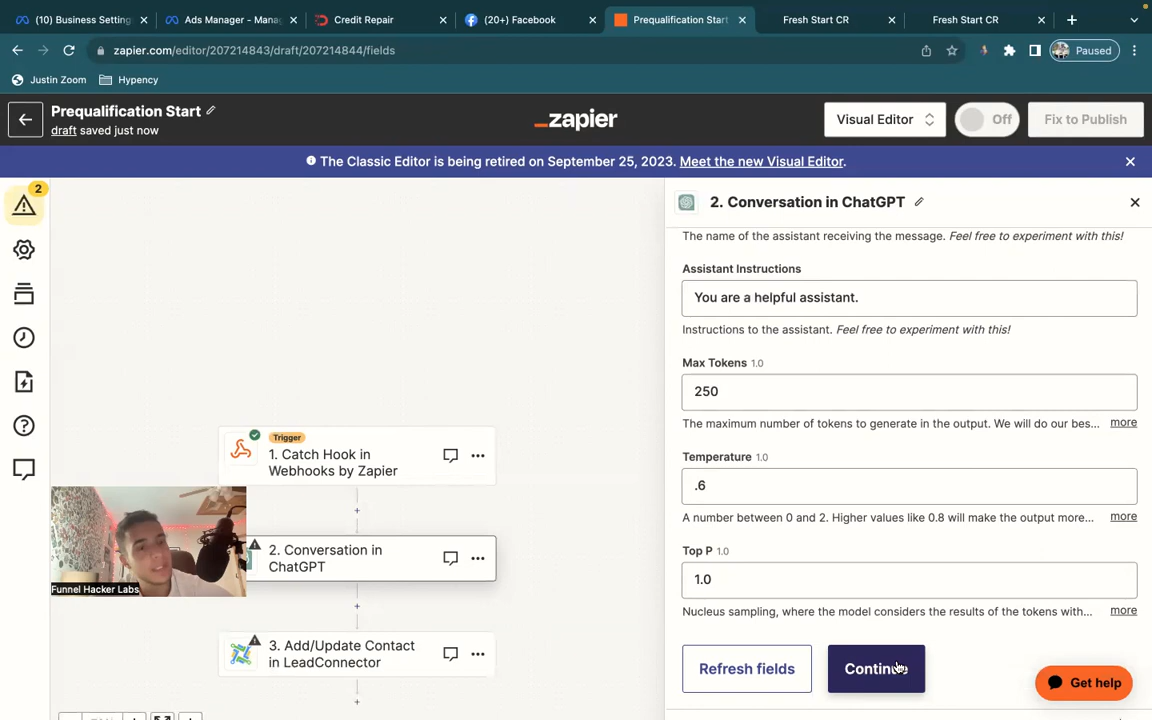 (10) Business Setting
Ads Manager - Mana
Credit Repair
(20+) Facebook
Prequalification Start
Fresh Start CR
Fresh Start CR
zapier.com/editor/207214843/draft/207214844/fields
Paused
Justin Zoom
Hypency
Prequalification Start
draft saved just now
_zapier
Visual Editor
Off
Fix to Publish
The Classic Editor is being retired on September 25, 2023. Meet the new Visual Editor.
2
2. Conversation in ChatGPT
The name of the assistant receiving the message. Feel free to experiment with this!
Assistant Instructions
You are a helpful assistant.
Instructions to the assistant. Feel free to experiment with this!
Max Tokens 1.0
250
The maximum number of tokens to generate in the output. We will do our bes... more
Temperature 1.0
.6
A number between 0 and 2. Higher values like 0.8 will make the output more... more
Top P 1.0
1.0
Nucleus sampling, where the model considers the results of the tokens with... more
Refresh fields
Continue
Get help
Trigger
1. Catch Hook in
Webhooks by Zapier
2. Conversation in
ChatGPT
3. Add/Update Contact
in LeadConnector
Funnel Hacker Labs